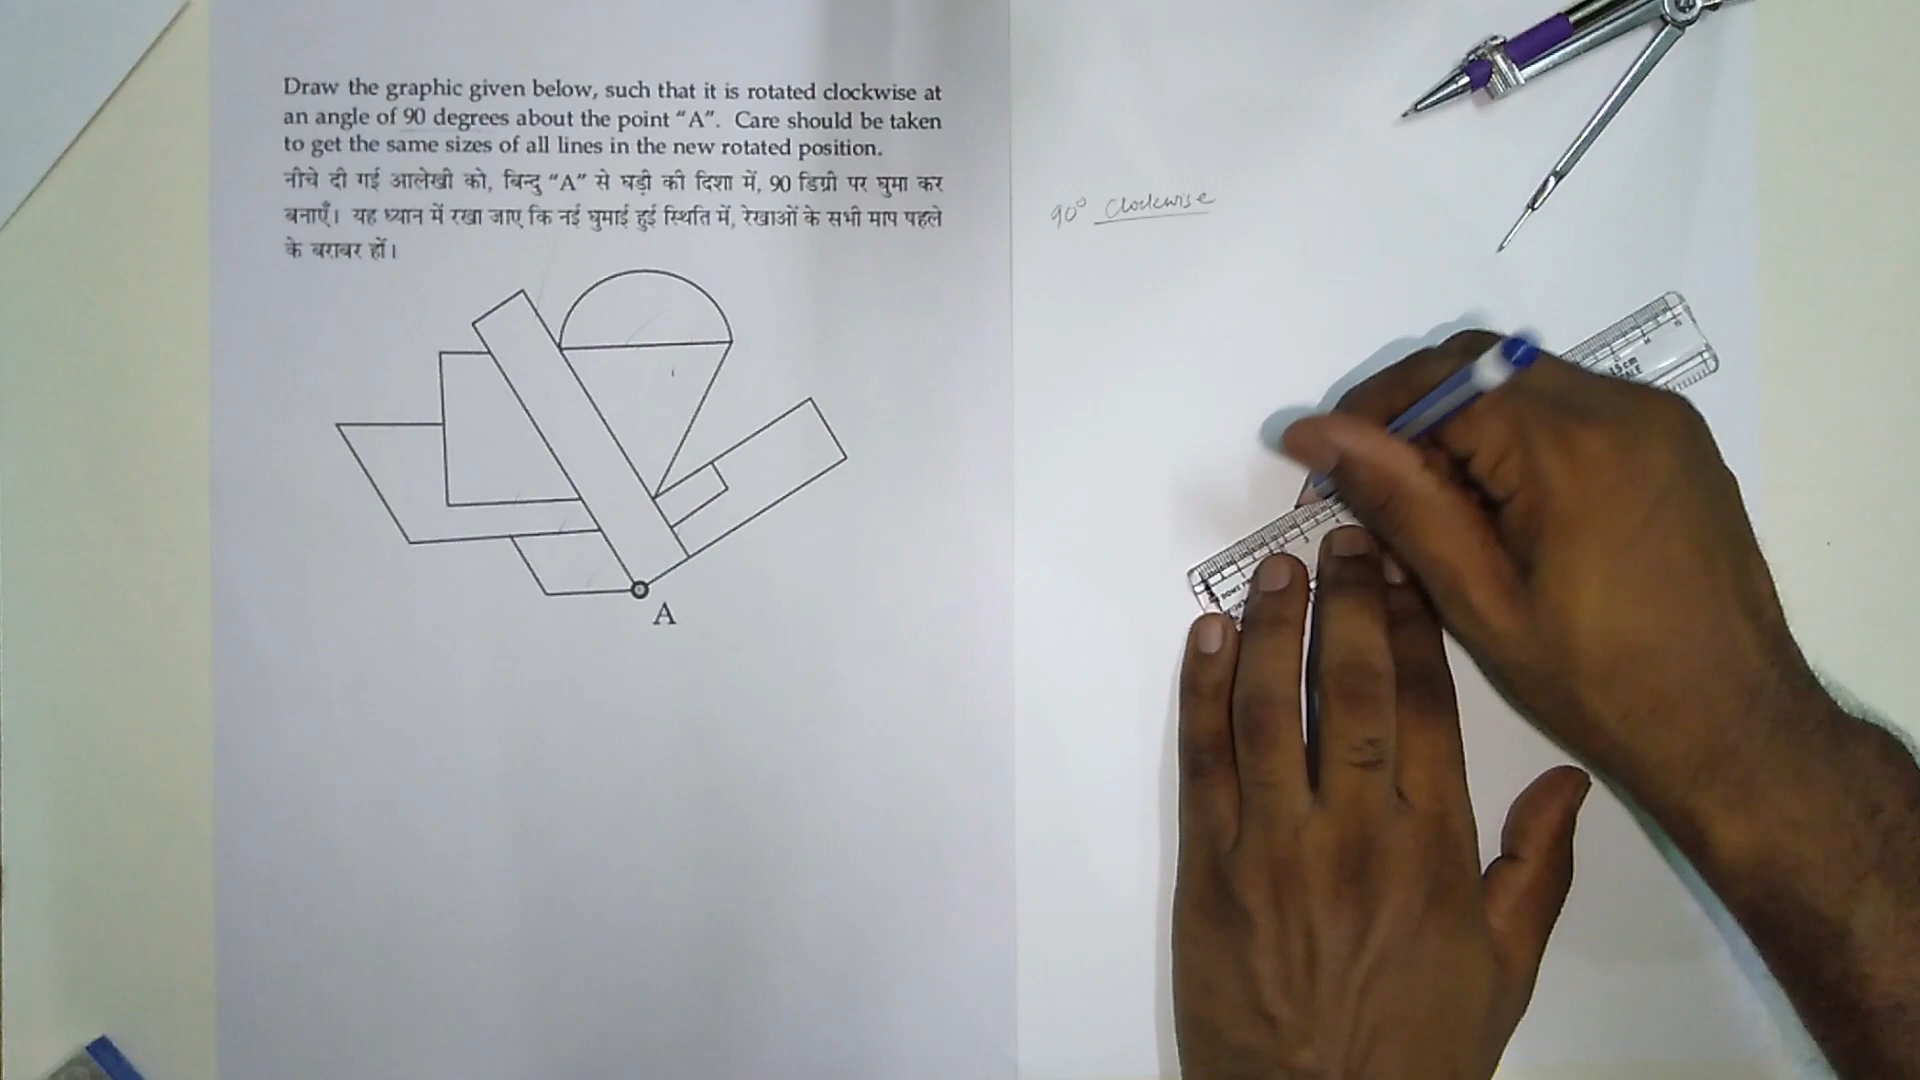 Draw the graphic given below, such that it is rotated clockwise at
an angle of 90 degrees about the point “A”. Care should be taken
to get the same sizes of all lines in the new rotated position.
नीचे दी गई आलेखी को, बिन्दु “A” से घड़ी की दिशा में, 90 डिग्री पर घुमा कर
बनाएँ। यह ध्यान में रखा जाए कि नई घुमाई हुई स्थिति में, रेखाओं के सभी माप पहले
के बराबर हों।
A
90° clockwise
15cm